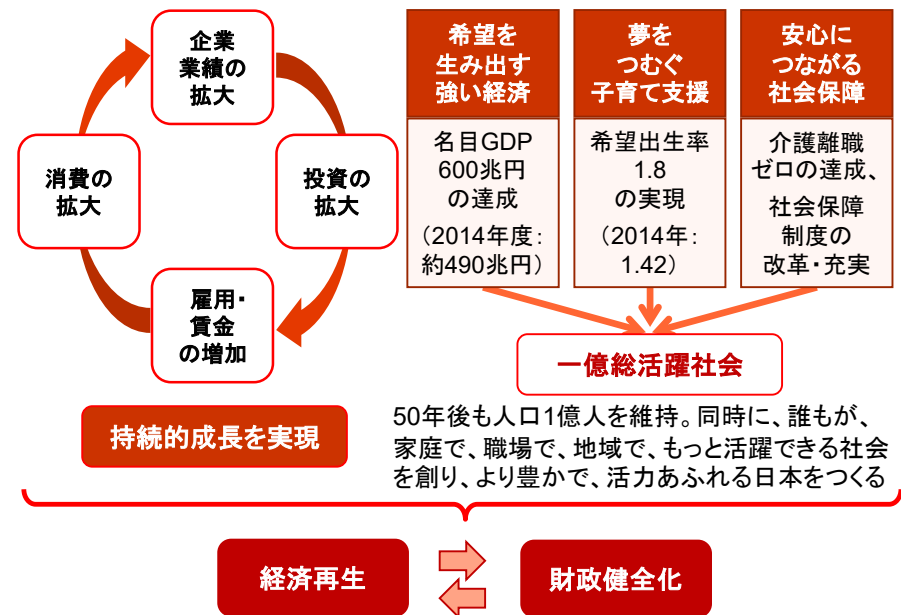 企業
業績の
拡大
投資の
拡大
雇用・
賃金
の増加
消費の
拡大
持続的成長を実現
希望を
生み出す
強い経済
名目GDP
600兆円
の達成
（2014年度：
約490兆円）
夢を
つむぐ
子育て支援
希望出生率
1.8
の実現
（2014年：
1.42）
安心に
つながる
社会保障
介護離職
ゼロの達成、
社会保障
制度の
改革・充実
一億総活躍社会
50年後も人口1億人を維持。同時に、誰もが、
家庭で、職場で、地域で、もっと活躍できる社会
を創り、より豊かで、活力あふれる日本をつくる
経済再生
財政健全化